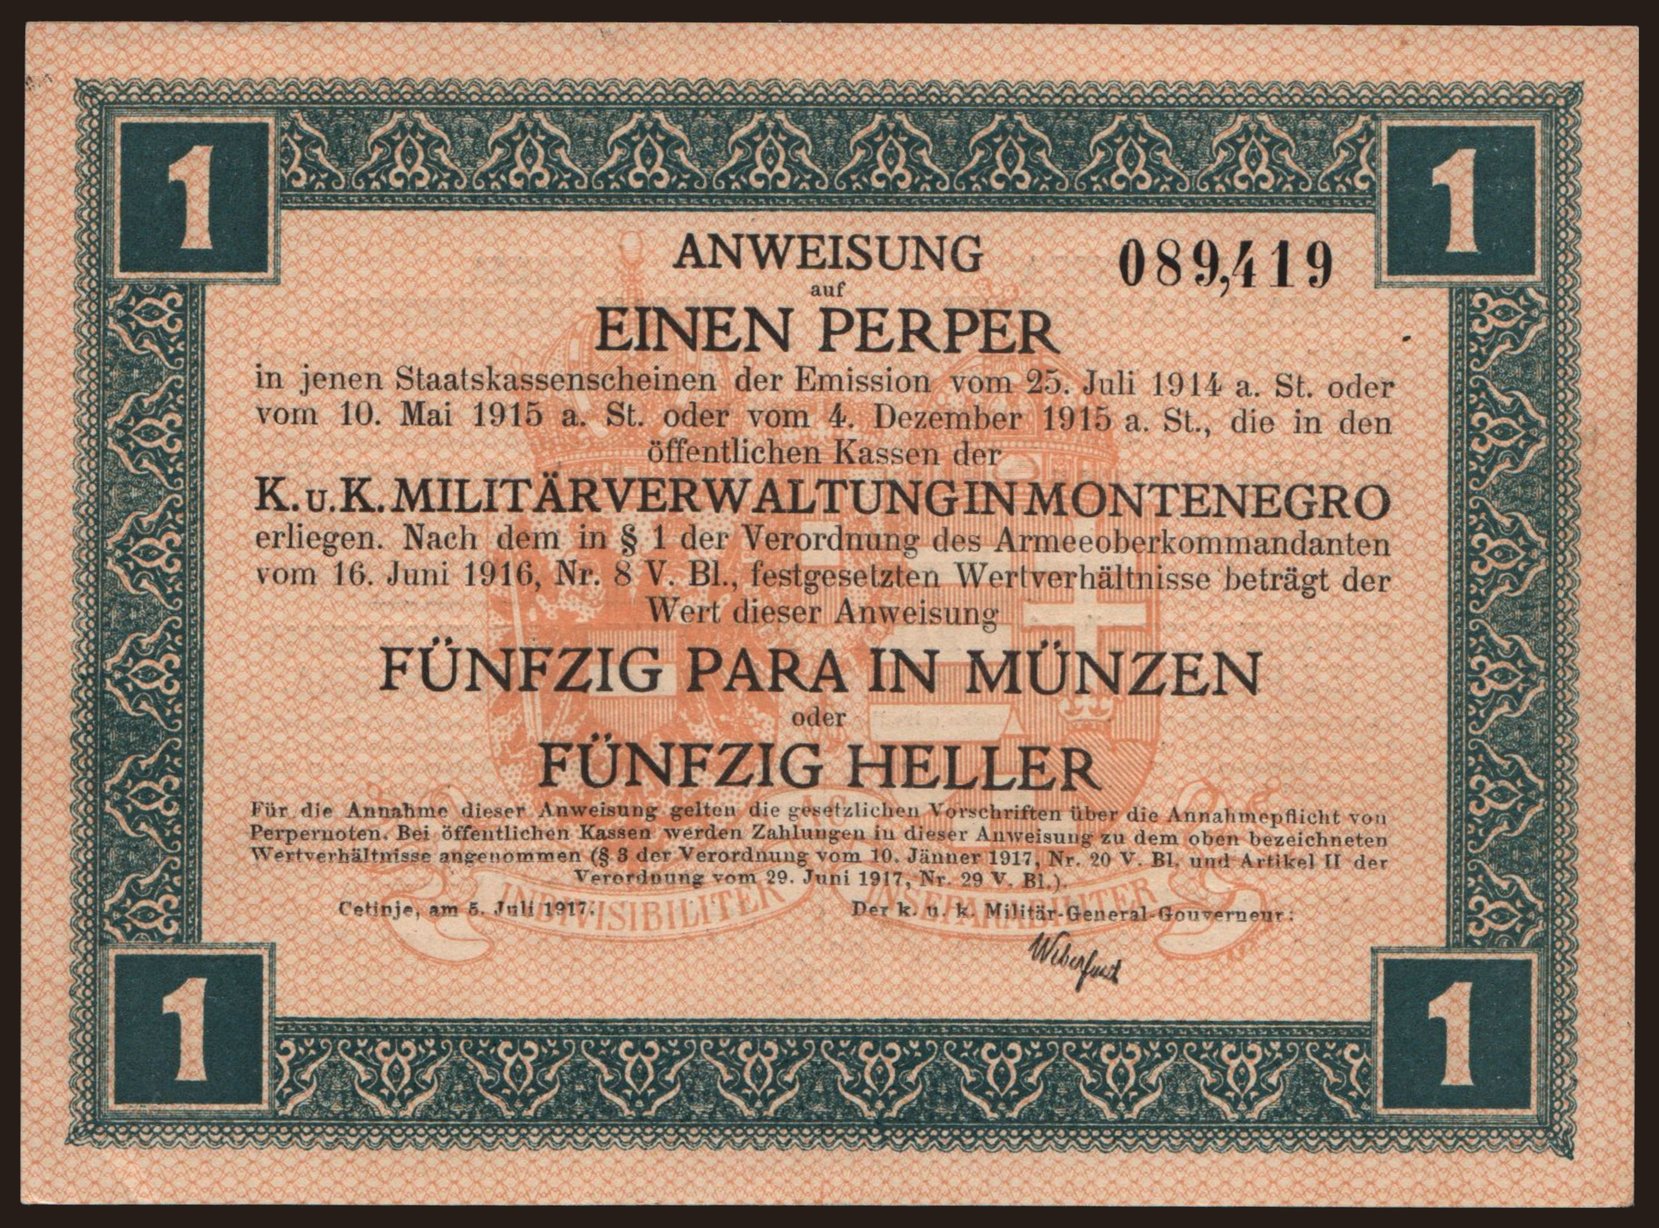 1 1
ANWEISUNG 089,419
auf
EINEN PERPER
in jenen Staatskassenscheinen der Emission vom 25. Juli 1914 a. St. oder
vom 10. Mai 1915 a. St. oder vom 4. Dezember 1915 a. St., die in den
öffentlichen Kassen der
K. u. K. MILITÄRVERWALTUNG IN MONTENEGRO
erliegen. Nach dem in § 1 der Verordnung des Armeeoberkommandanten
vom 16. Juni 1916, Nr. 8 V. Bl., festgesetzten Wertverhältnisse beträgt der
Wert dieser Anweisung
FÜNFZIG PARA IN MÜNZEN
oder
FÜNFZIG HELLER
Für die Annahme dieser Anweisung gelten die gesetzlichen Vorschriften über die Annahmepflicht von
Perpernoten. Bei öffentlichen Kassen werden Zahlungen in dieser Anweisung zu dem oben bezeichneten
Wertverhältnisse angenommen (§ 3 der Verordnung vom 10. Jänner 1917, Nr. 20 V. Bl. und Artikel II der
Verordnung vom 29. Juni 1917, Nr. 29 V. Bl.).
INDIVISIBILITER AC INSEPARABILITER
Cetinje, am 5. Juli 1917. Der k. u. k. Militär-General-Gouverneur:
1 1